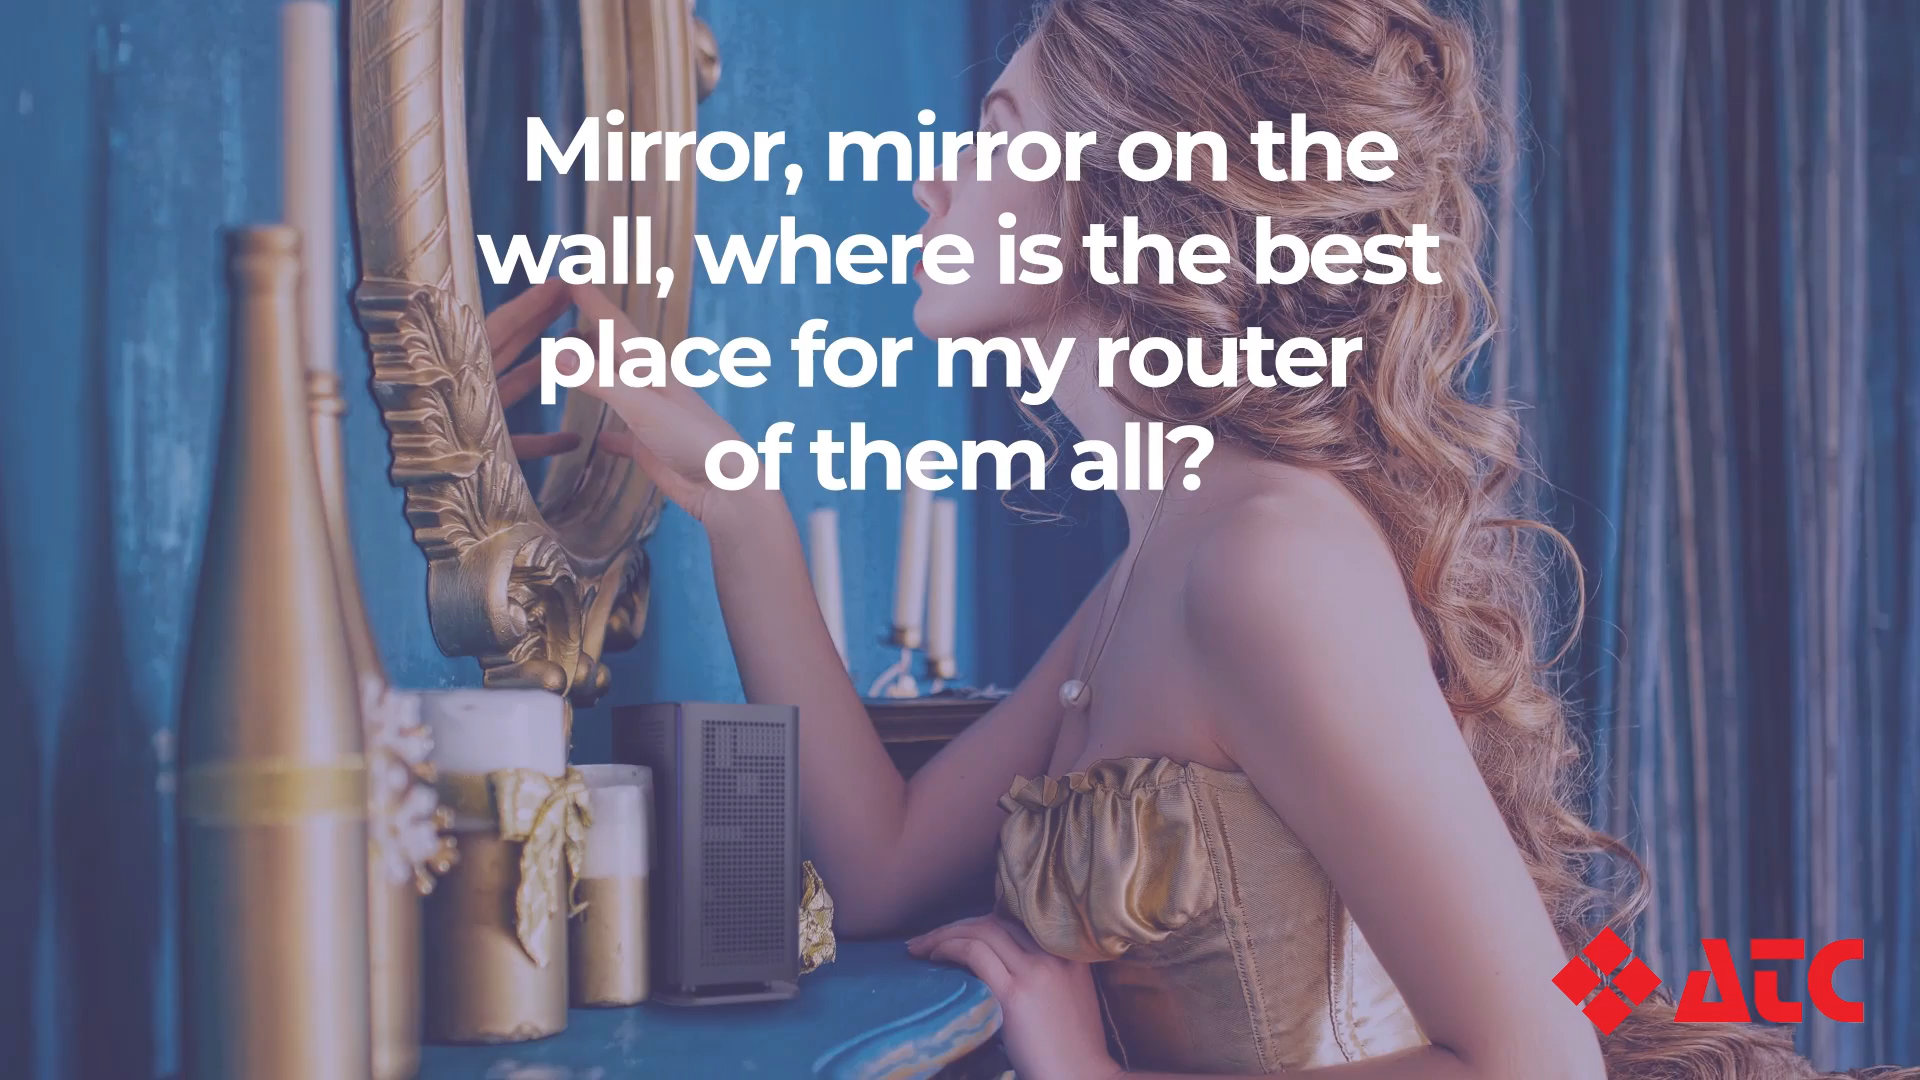 Mirror, mirror on the
wall, where is the best
place for my router
of them all?
ATC